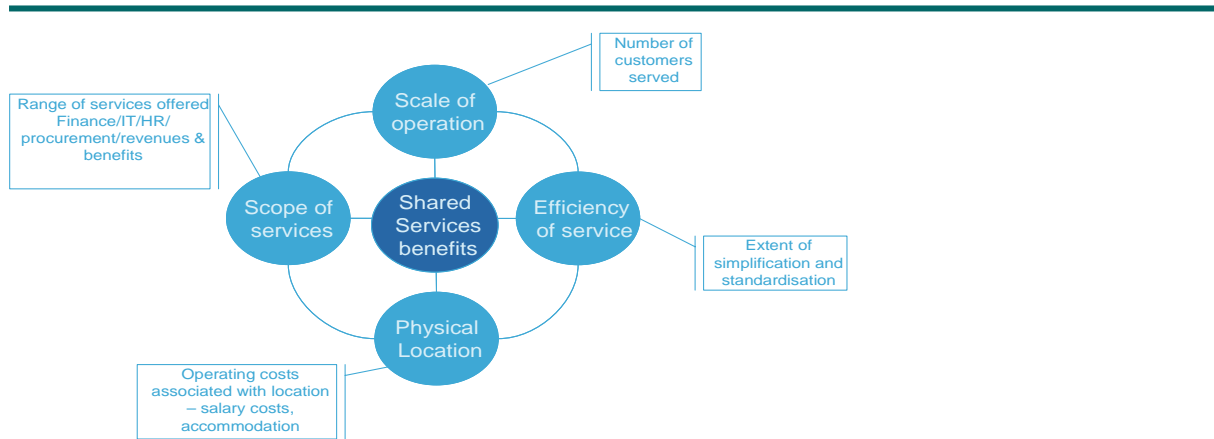 Number of
customers
served
Scale of
operation
Range of services offered
Finance/IT/HR/
procurement/revenues &
benefits
Scope of
services
Shared
Services
benefits
Efficiency
of service
Extent of
simplification and
standardisation
Physical
Location
Operating costs
associated with location
– salary costs,
accommodation